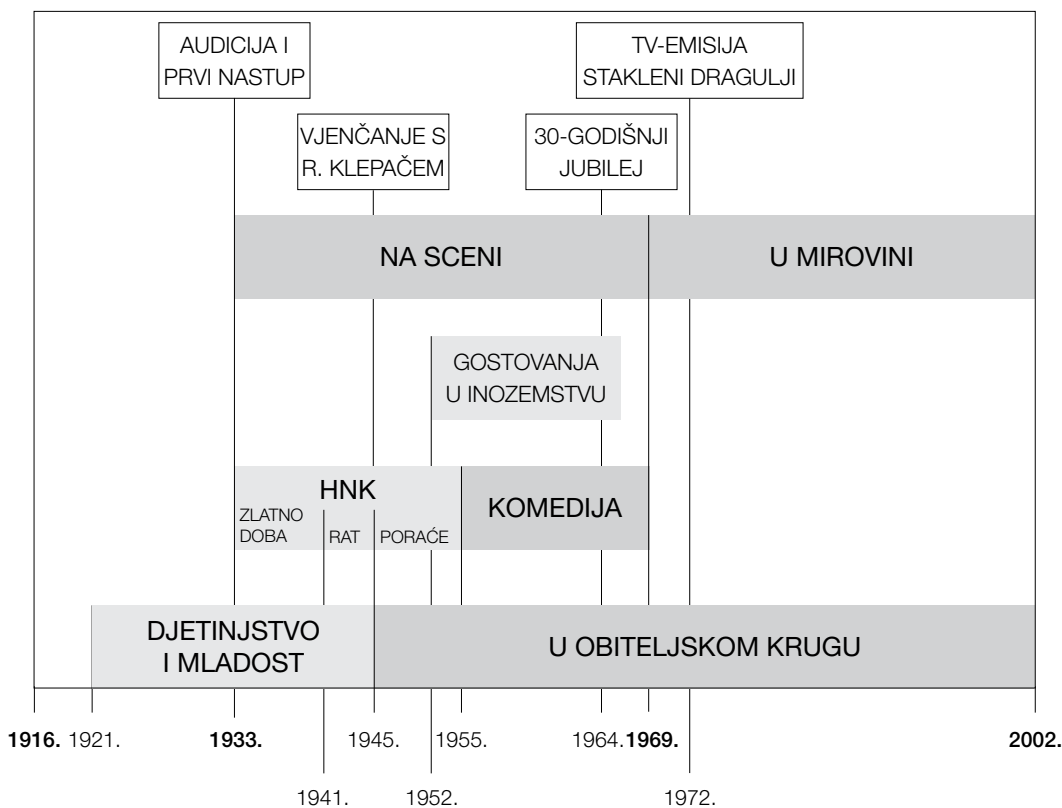 AUDICIJA I
PRVI NASTUP
TV-EMISIJA
STAKLENI DRAGULJI
VJENČANJE S
R. KLEPAČEM
30-GODIŠNJI
JUBILEJ
NA SCENI
U MIROVINI
GOSTOVANJA
U INOZEMSTVU
HNK
ZLATNO
DOBA
RAT
PORAĆE
KOMEDIJA
DJETINJSTVO
I MLADOST
U OBITELJSKOM KRUGU
1916. 1921. 1933. 1945. 1955. 1964. 1969. 2002.
1941. 1952. 1972.